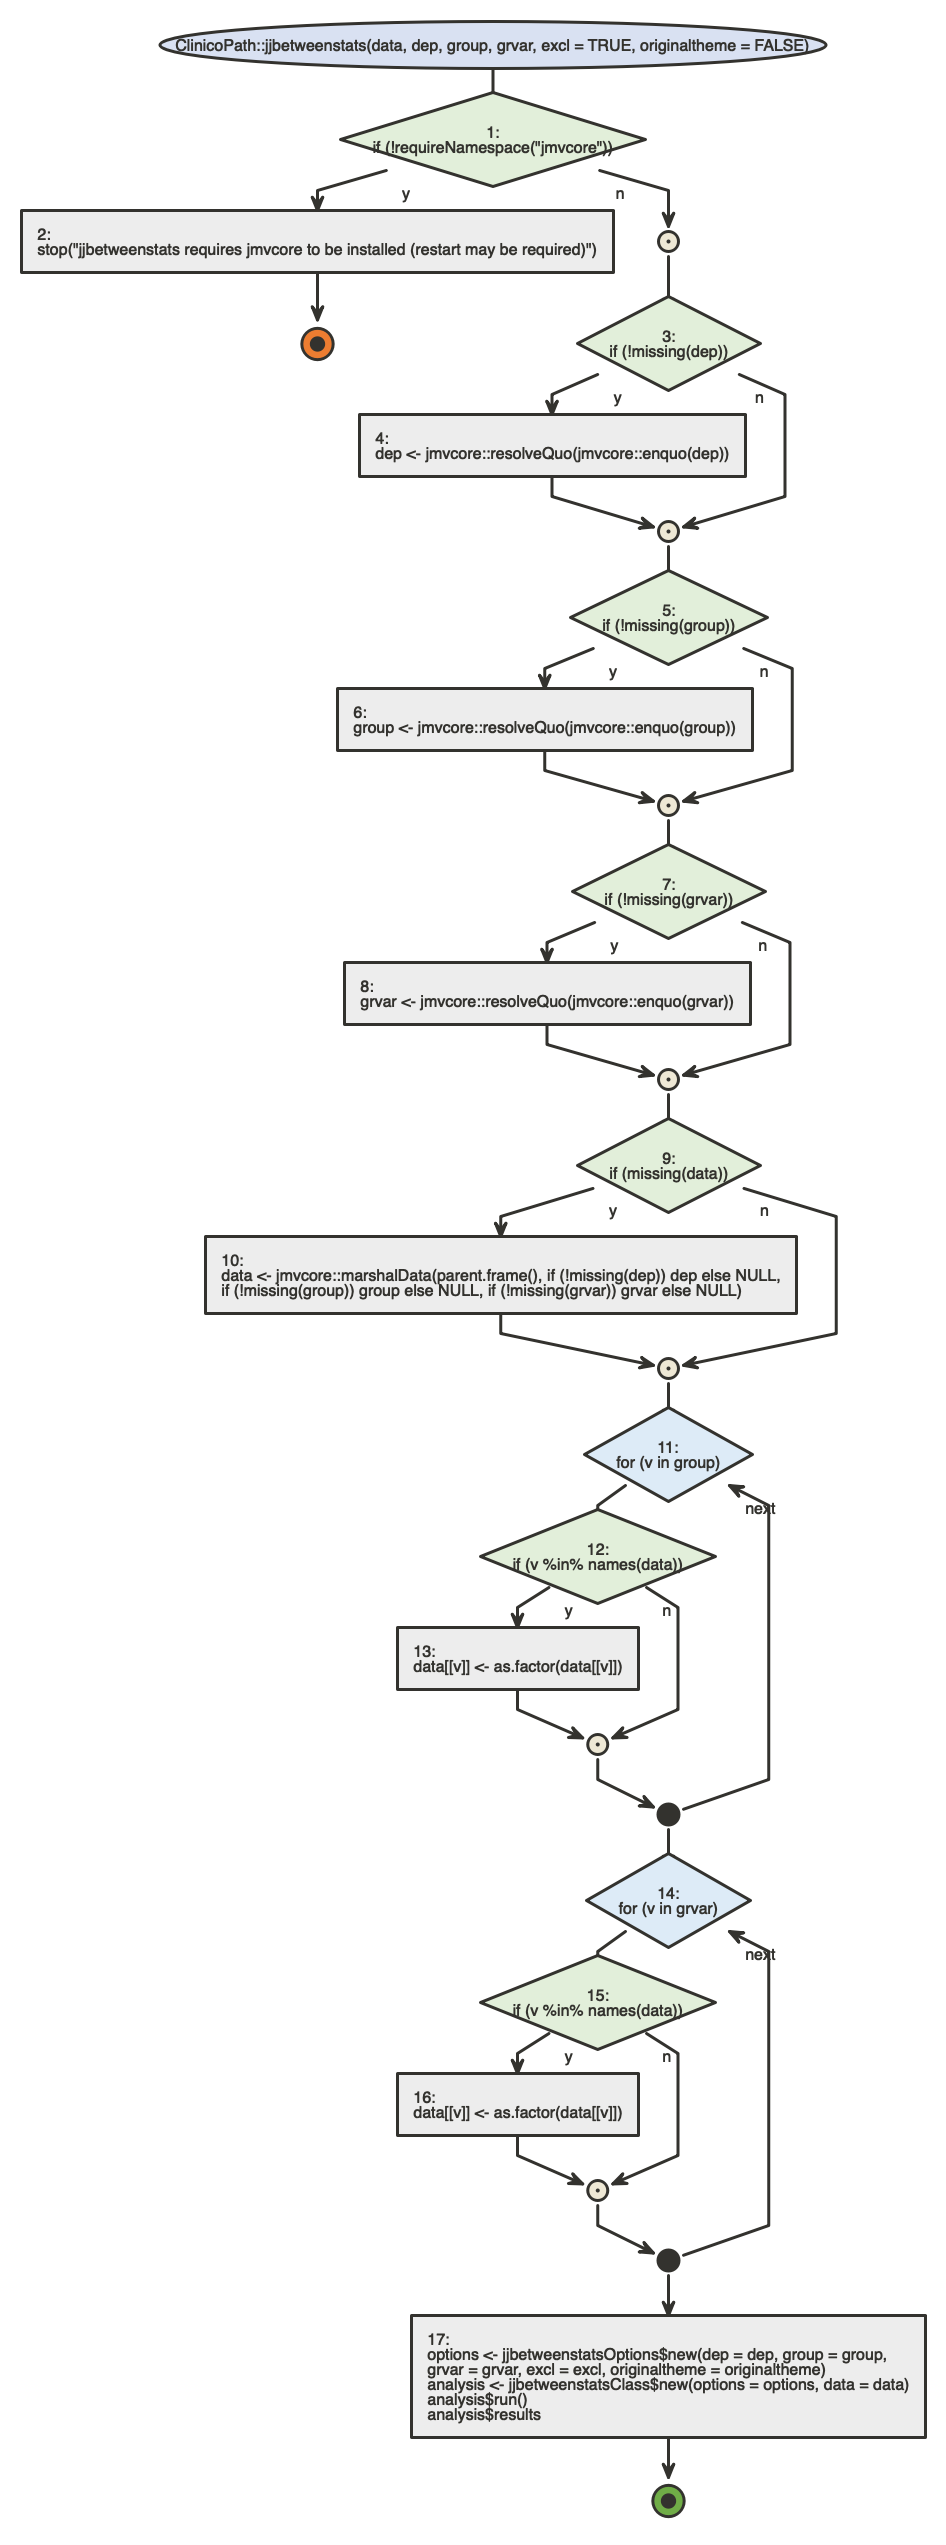 ClinicoPath::jjbetweenstats(data, dep, group, grvar, excl = TRUE, originaltheme = FALSE)
1:
if (!requireNamespace("jmvcore"))
y
n
2:
stop("jjbetweenstats requires jmvcore to be installed (restart may be required)")
3:
if (!missing(dep))
y
n
4:
dep <- jmvcore::resolveQuo(jmvcore::enquo(dep))
5:
if (!missing(group))
y
n
6:
group <- jmvcore::resolveQuo(jmvcore::enquo(group))
7:
if (!missing(grvar))
y
n
8:
grvar <- jmvcore::resolveQuo(jmvcore::enquo(grvar))
9:
if (missing(data))
y
n
10:
data <- jmvcore::marshalData(parent.frame(), if (!missing(dep)) dep else NULL,
if (!missing(group)) group else NULL, if (!missing(grvar)) grvar else NULL)
11:
for (v in group)
next
12:
if (v %in% names(data))
y
n
13:
data[[v]] <- as.factor(data[[v]])
14:
for (v in grvar)
next
15:
if (v %in% names(data))
y
n
16:
data[[v]] <- as.factor(data[[v]])
17:
options <- jjbetweenstatsOptions$new(dep = dep, group = group,
grvar = grvar, excl = excl, originaltheme = originaltheme)
analysis <- jjbetweenstatsClass$new(options = options, data = data)
analysis$run()
analysis$results